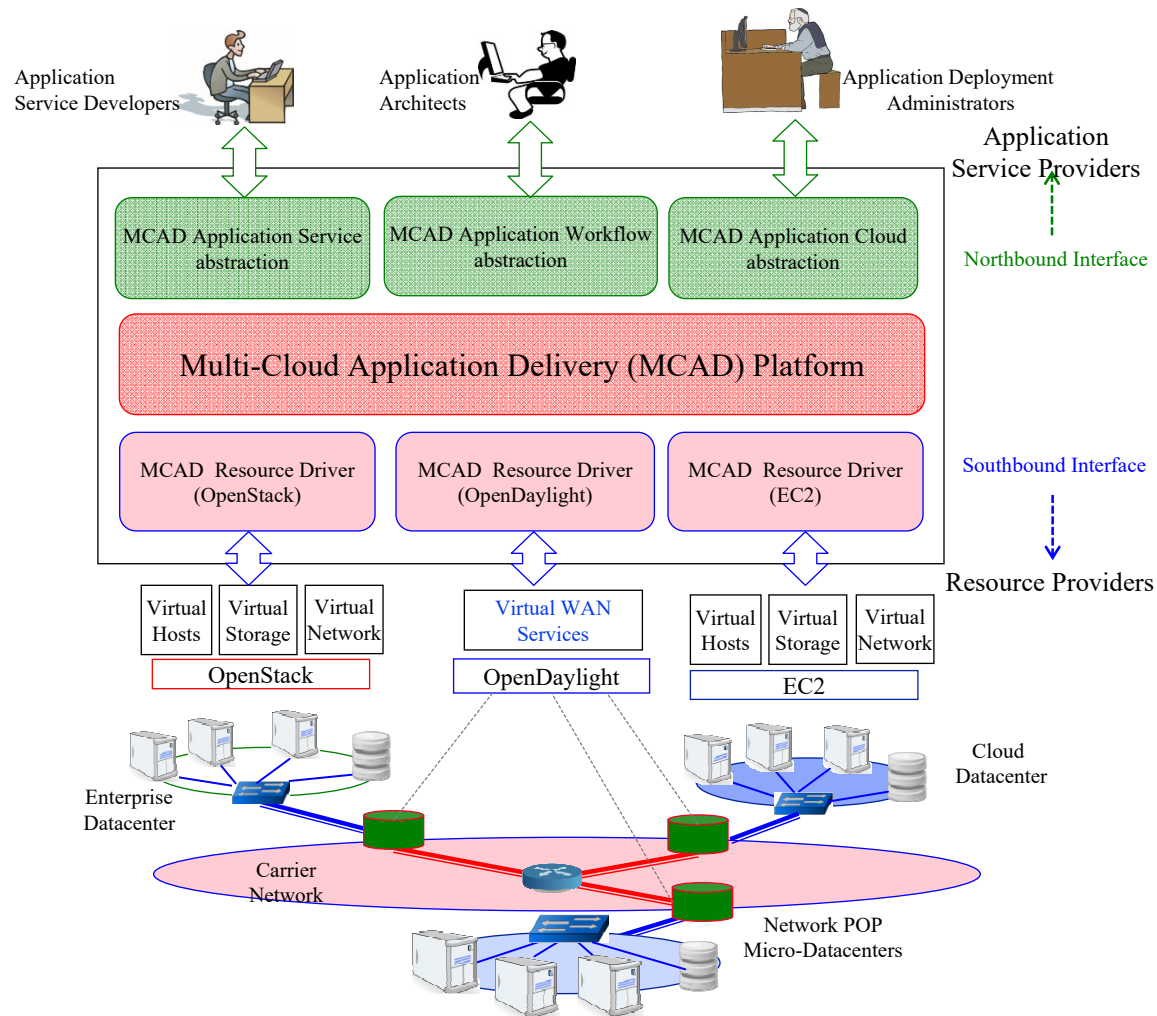 Application
Service Developers
Application
Architects
Application Deployment
Administrators
Application
Service Providers
MCAD Application Service
abstraction
MCAD Application Workflow
abstraction
MCAD Application Cloud
abstraction
Northbound Interface
Multi-Cloud Application Delivery (MCAD) Platform
MCAD  Resource Driver
(OpenStack)
MCAD  Resource Driver
(OpenDaylight)
MCAD  Resource Driver
(EC2)
Southbound Interface
Resource Providers
Virtual
Hosts
Virtual
Storage
Virtual
Network
Virtual WAN
Services
Virtual
Hosts
Virtual
Storage
Virtual
Network
OpenStack
OpenDaylight
EC2
Enterprise
Datacenter
Cloud
Datacenter
Carrier
Network
Network POP
Micro-Datacenters